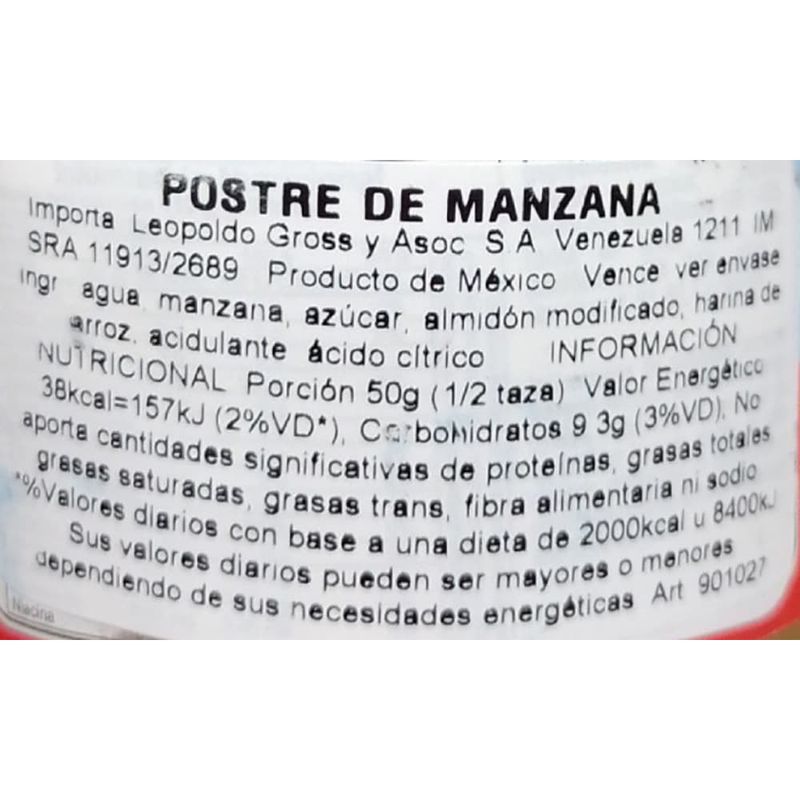 POSTRE DE MANZANA
Importa Leopoldo Gross y Asoc S A Venezuela 1211 IM
SRA 11913/2689 Producto de México Vence ver envase
ingr agua, manzana, azúcar, almidón modificado, harina de
arroz, acidulante ácido cítrico INFORMACIÓN
NUTRICIONAL Porción 50g (1/2 taza) Valor Energético
38kcal=157kJ (2%VD*), Carbohidratos 9 3g (3%VD), No
aporta cantidades significativas de proteínas, grasas totales
grasas saturadas, grasas trans, fibra alimentaria ni sodio
*%Valores diarios con base a una dieta de 2000kcal u 8400kJ
Sus valores diarios pueden ser mayores o menores
dependiendo de sus necesidades energéticas Art 901027
Niacina